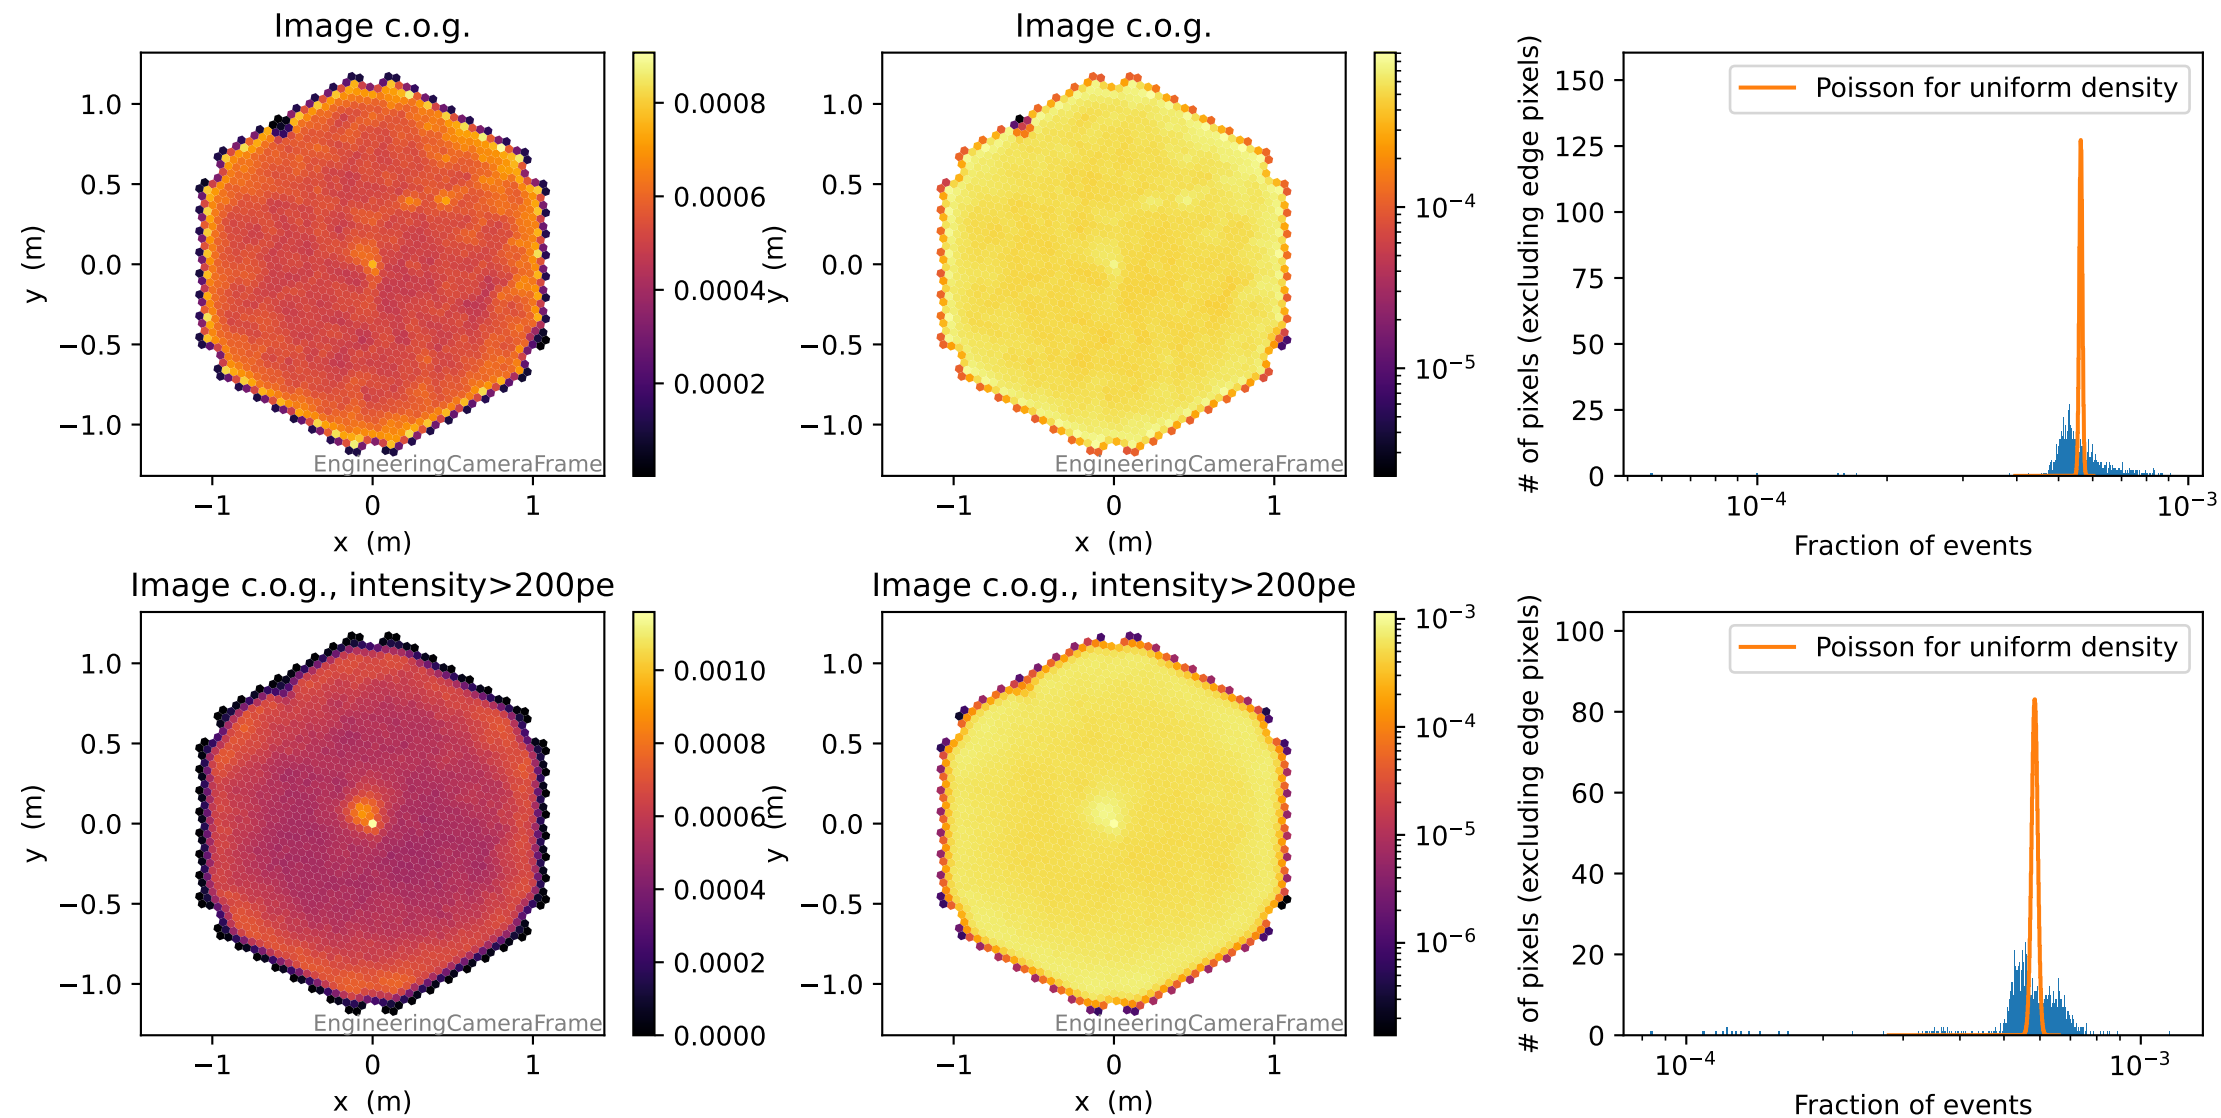 Image c.o.g.
1.0
0.5
0.0
−0.5
−1.0
y (m)
−1
0
1
x (m)
EngineeringCameraFrame
0.0008
0.0006
0.0004
0.0002
Image c.o.g.
1.0
0.5
0.0
−0.5
−1.0
y (m)
−1
0
1
x (m)
EngineeringCameraFrame
10⁻⁴
10⁻⁵
Poisson for uniform density
# of pixels (excluding edge pixels)
150
125
100
75
50
25
0
10⁻⁴
10⁻³
Fraction of events
Image c.o.g., intensity>200pe
1.0
0.5
0.0
−0.5
−1.0
y (m)
−1
0
1
x (m)
EngineeringCameraFrame
0.0010
0.0008
0.0006
0.0004
0.0002
0.0000
Image c.o.g., intensity>200pe
1.0
0.5
0.0
−0.5
−1.0
y (m)
−1
0
1
x (m)
EngineeringCameraFrame
10⁻³
10⁻⁴
10⁻⁵
10⁻⁶
Poisson for uniform density
# of pixels (excluding edge pixels)
100
80
60
40
20
0
10⁻⁴
10⁻³
Fraction of events